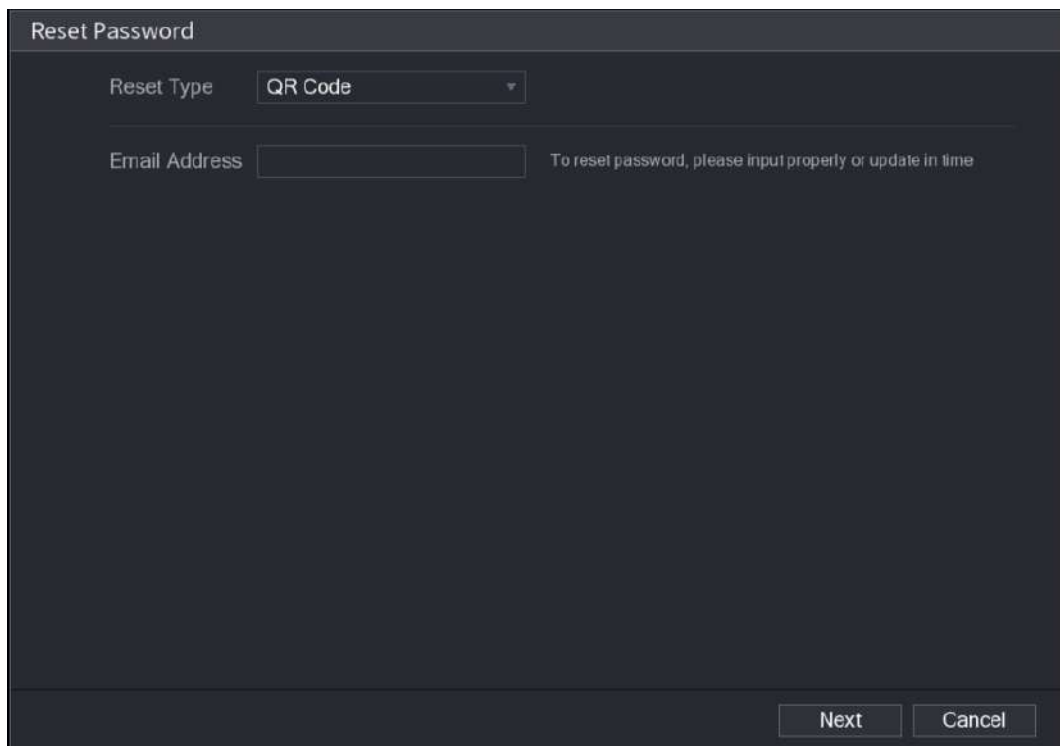 Reset Password
Reset Type QR Code
Email Address To reset password, please input properly or update in time
Next Cancel